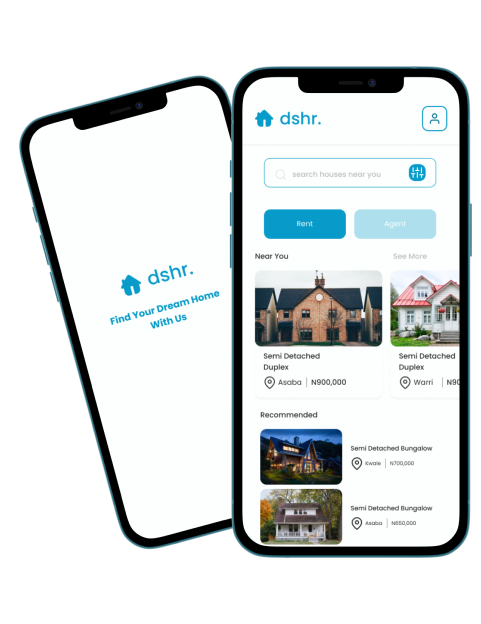 dshr.
Find Your Dream Home
With Us
dshr.
search houses near you
Rent
Agent
Near You
See More
Semi Detached
Duplex
Asaba
N900,000
Semi Detached
Duplex
Warri
N90
Recommended
Semi Detached Bungalow
Kwale
N700,000
Semi Detached Bungalow
Asaba
N650,000